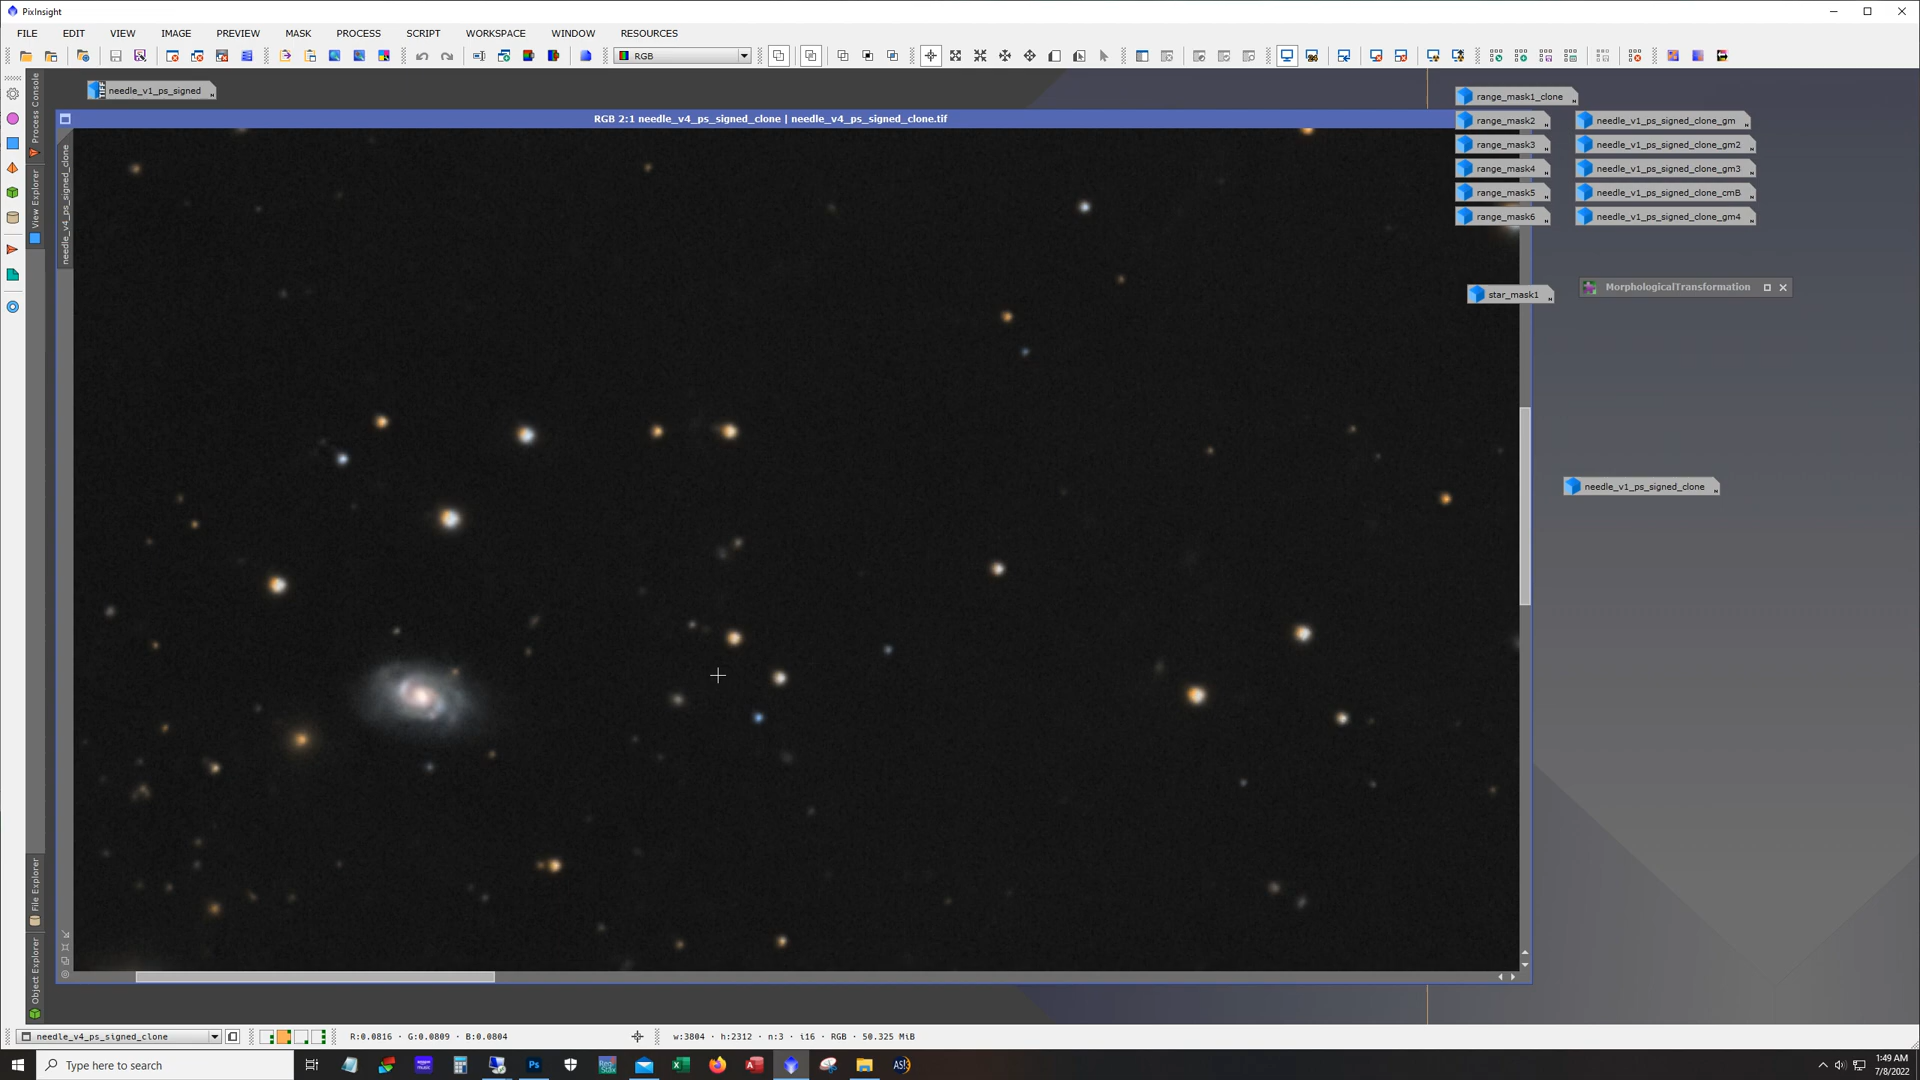 PixInsight
FILE EDIT VIEW IMAGE PREVIEW MASK PROCESS SCRIPT WORKSPACE WINDOW RESOURCES
RGB
Process Console
View Explorer
File Explorer
Object Explorer
needle_v1_ps_signed
RGB 2:1 needle_v4_ps_signed_clone | needle_v4_ps_signed_clone.tif
needle_v4_ps_signed_clone
range_mask1_clone
range_mask2 needle_v1_ps_signed_clone_gm
range_mask3 needle_v1_ps_signed_clone_gm2
range_mask4 needle_v1_ps_signed_clone_gm3
range_mask5 needle_v1_ps_signed_clone_cmB
range_mask6 needle_v1_ps_signed_clone_gm4
star_mask1 MorphologicalTransformation
needle_v1_ps_signed_clone
needle_v4_ps_signed_clone R:0.0816 · G:0.0809 · B:0.0804 w:3804 · h:2312 · n:3 · i16 · RGB · 50.325 MiB
Type here to search
1:49 AM
7/8/2022